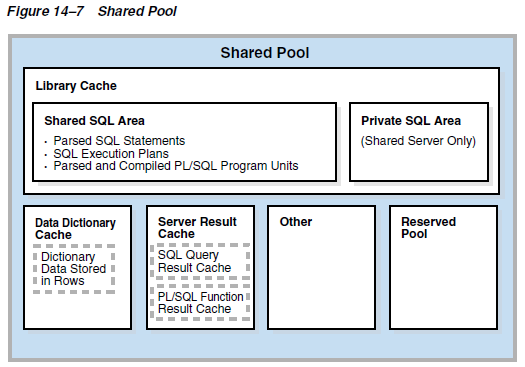 Figure 14–7 Shared Pool
Shared Pool
Library Cache
Shared SQL Area
· Parsed SQL Statements
· SQL Execution Plans
· Parsed and Compiled PL/SQL Program Units
Private SQL Area
(Shared Server Only)
Data Dictionary
Cache
Dictionary
Data Stored
in Rows
Server Result
Cache
SQL Query
Result Cache
PL/SQL Function
Result Cache
Other
Reserved
Pool